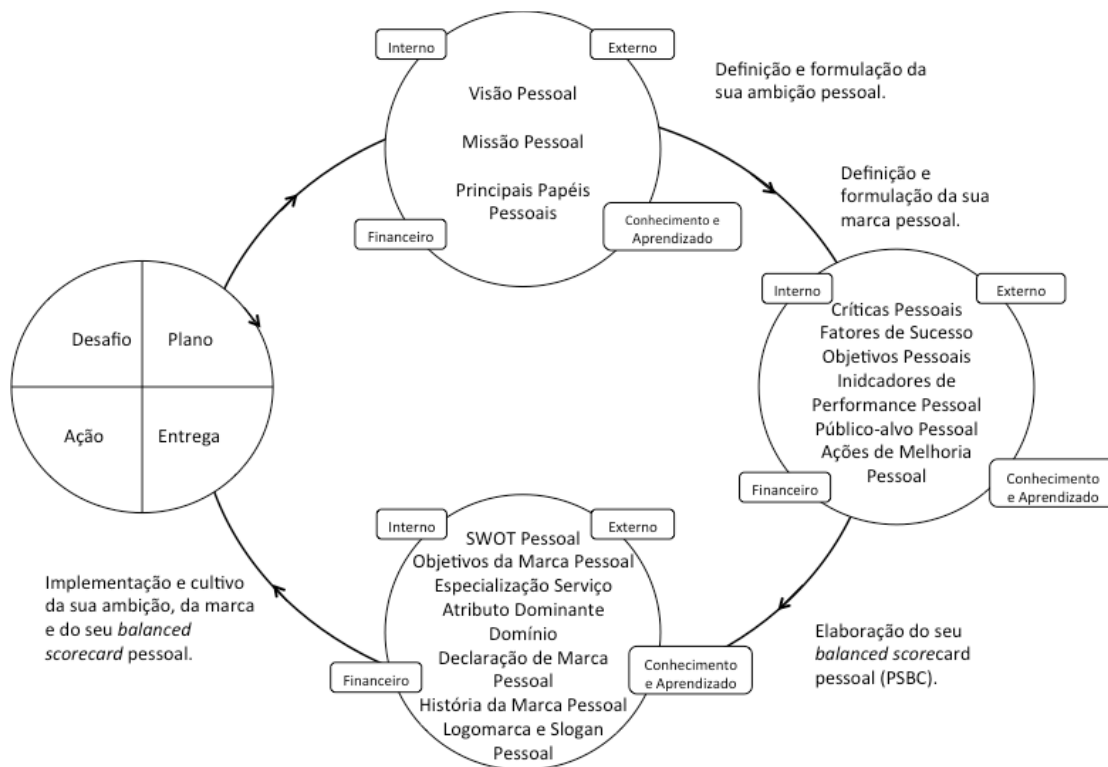 Interno
Externo
Visão Pessoal
Missão Pessoal
Principais Papéis
Pessoais
Financeiro
Conhecimento e
Aprendizado
Definição e formulação da
sua ambição pessoal.
Definição e
formulação da sua
marca pessoal.
Interno
Externo
Críticas Pessoais
Fatores de Sucesso
Objetivos Pessoais
Inidcadores de
Performance Pessoal
Público-alvo Pessoal
Ações de Melhoria
Pessoal
Financeiro
Conhecimento
e Aprendizado
Elaboração do seu
balanced scorecard
pessoal (PSBC).
Interno
Externo
SWOT Pessoal
Objetivos da Marca Pessoal
Especialização Serviço
Atributo Dominante
Domínio
Declaração de Marca
Pessoal
História da Marca Pessoal
Logomarca e Slogan
Pessoal
Financeiro
Conhecimento
e Aprendizado
Implementação e cultivo
da sua ambição, da marca
e do seu balanced
scorecard pessoal.
Desafio
Plano
Ação
Entrega